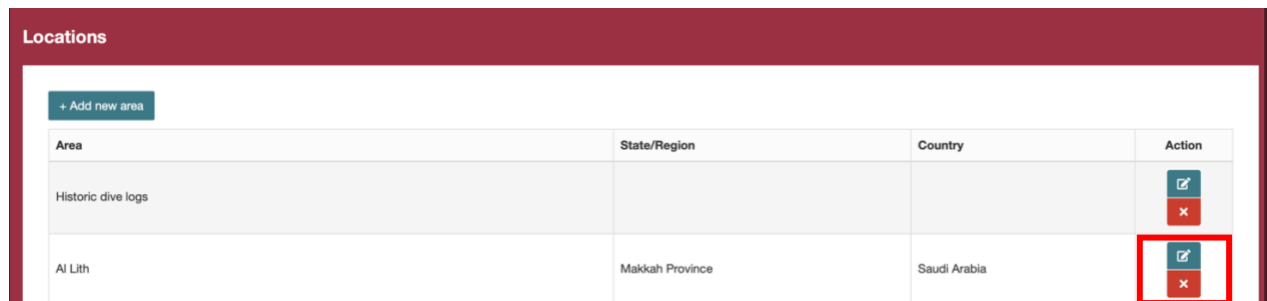 Locations
+ Add new area
Area State/Region Country Action
Historic dive logs
Al Lith Makkah Province Saudi Arabia